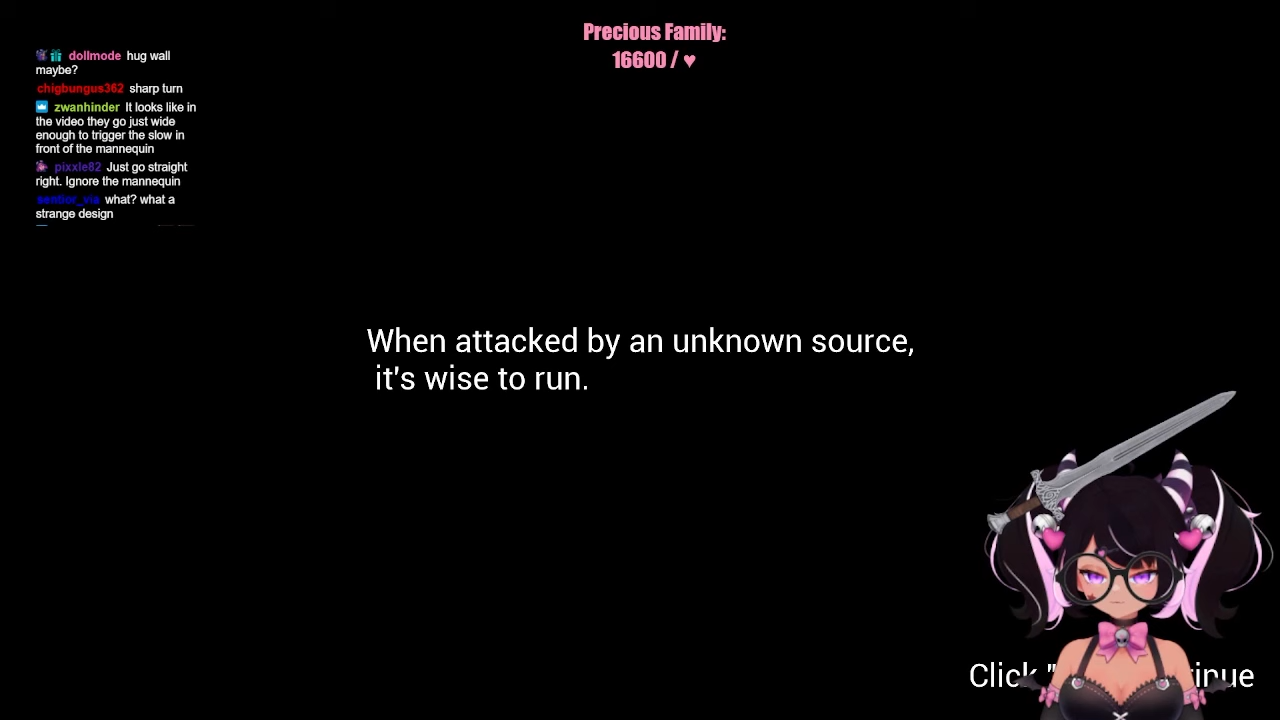 Precious Family:
16600 / ♥
dollmode hug wall
maybe?
chigbungus362 sharp turn
zwanhinder It looks like in
the video they go just wide
enough to trigger the slow in
front of the mannequin
pixxle82 Just go straight
right. Ignore the mannequin
sentior_via what? what a
strange design
When attacked by an unknown source,
it's wise to run.
Click "